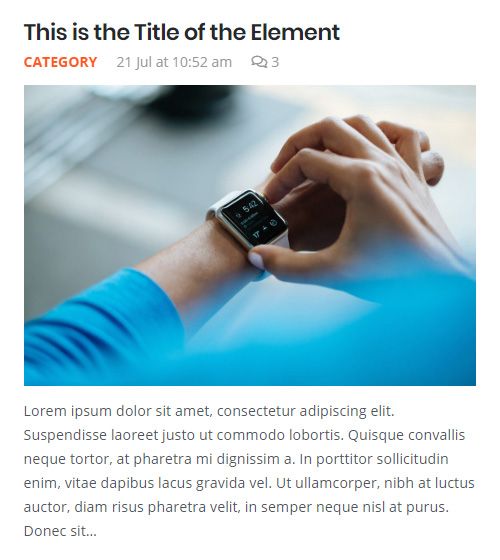 This is the Title of the Element
CATEGORY 21 Jul at 10:52 am 3
5:42
Lorem ipsum dolor sit amet, consectetur adipiscing elit.
Suspendisse laoreet justo ut commodo lobortis. Quisque convallis
neque tortor, at pharetra mi dignissim a. In porttitor sollicitudin
enim, vitae dapibus lacus gravida vel. Ut ullamcorper, nibh at luctus
auctor, diam risus pharetra velit, in semper neque nisl at purus.
Donec sit...